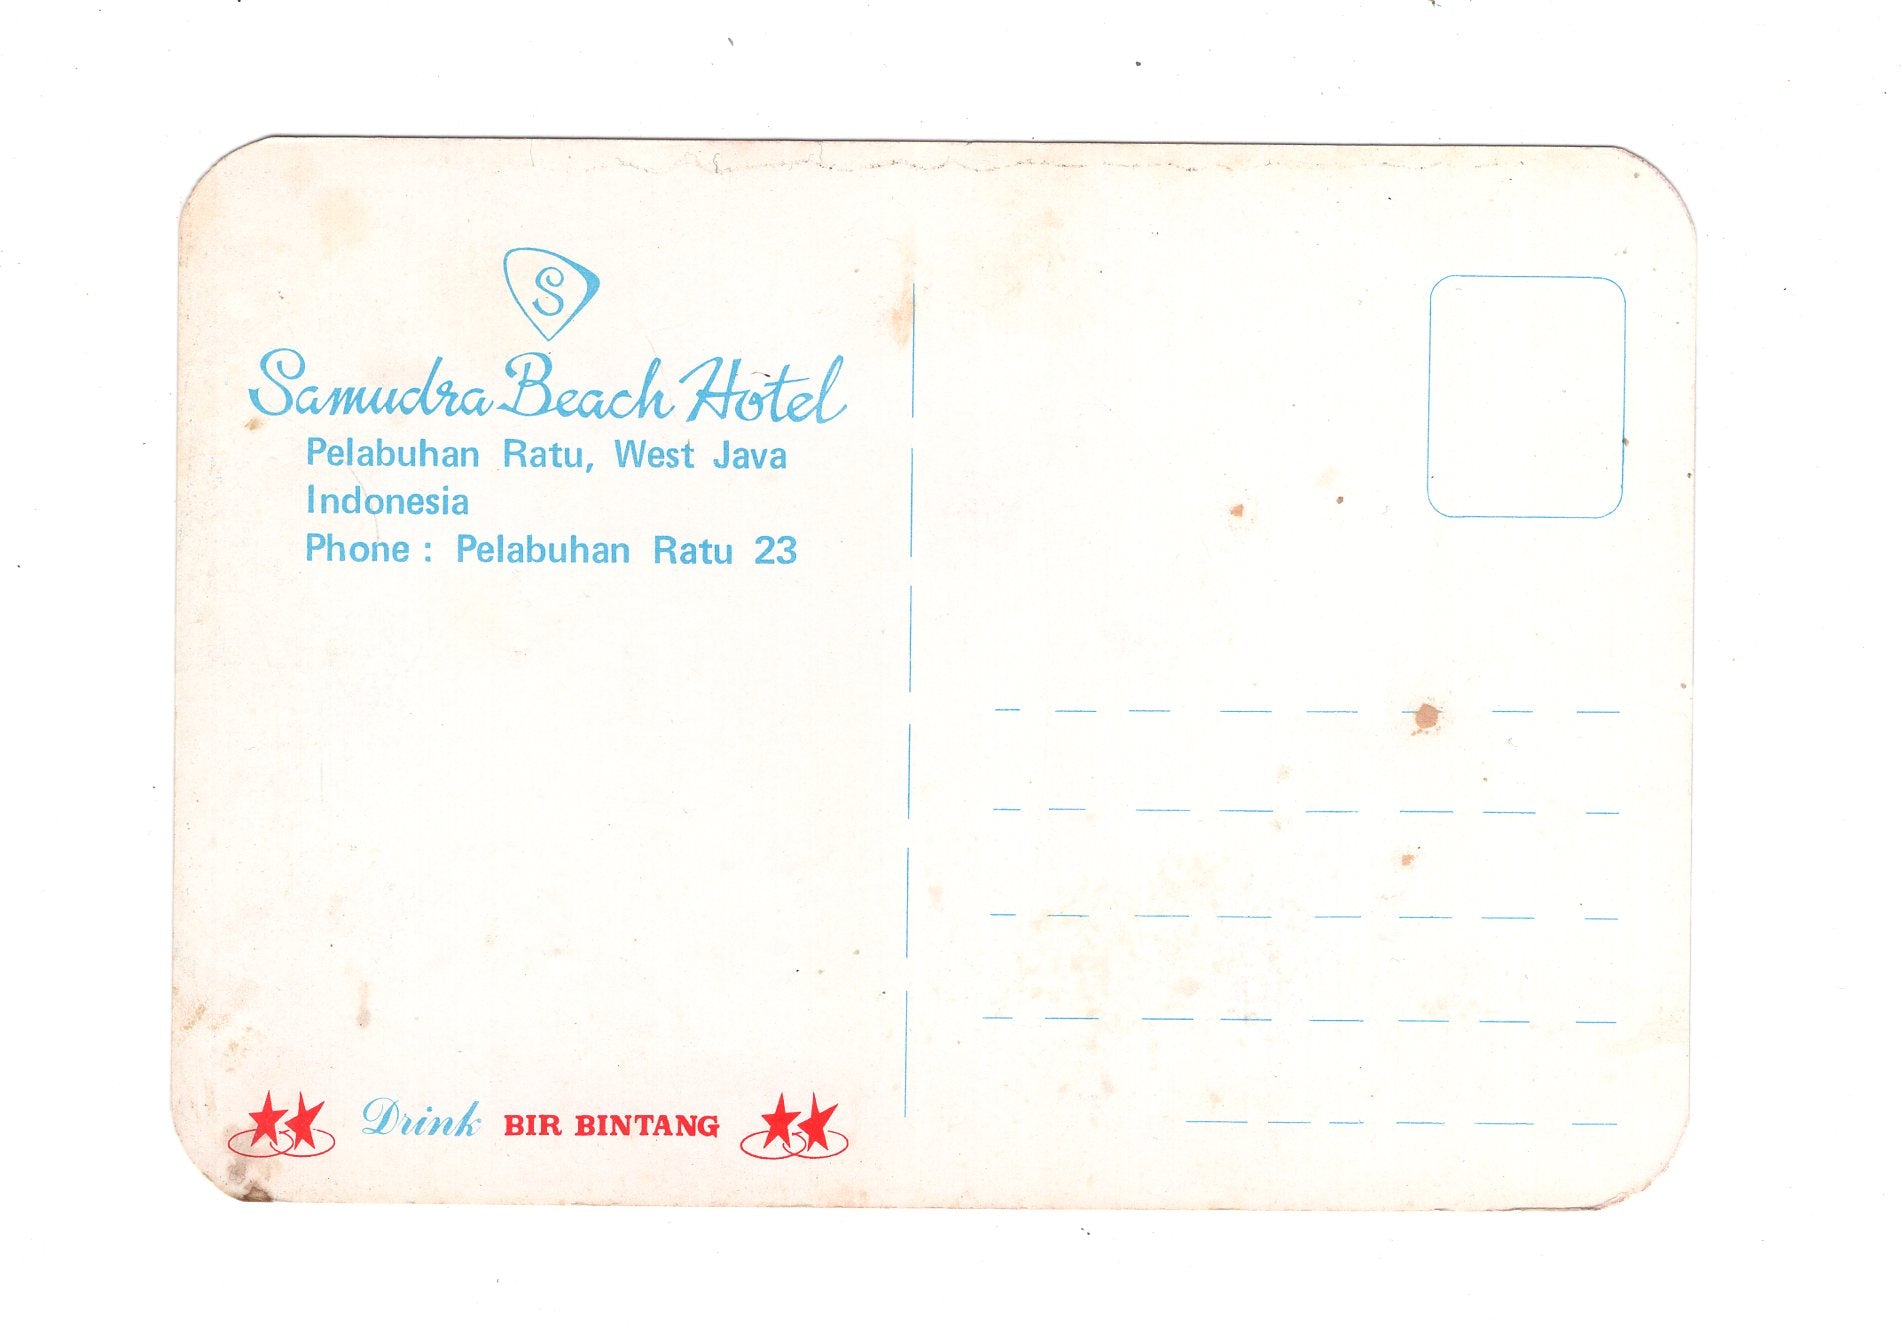 S
Samudra Beach Hotel
Pelabuhan Ratu, West Java
Indonesia
Phone : Pelabuhan Ratu 23
Drink BIR BINTANG